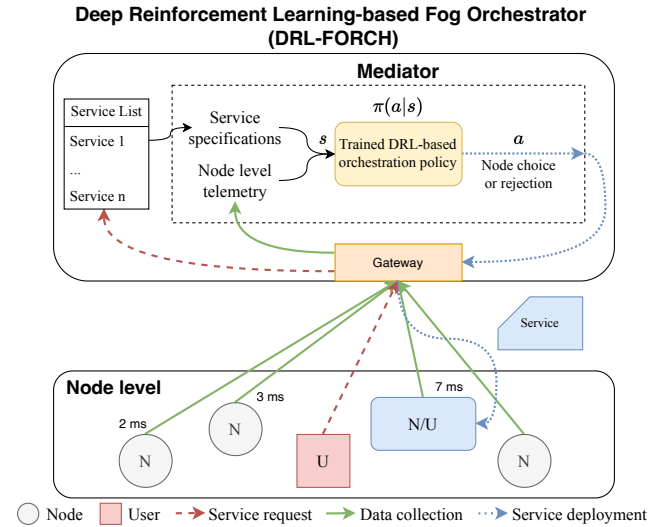 Deep Reinforcement Learning-based Fog Orchestrator
(DRL-FORCH)
Mediator
Service List
Service 1
...
Service n
Service
specifications
Node level
telemetry
s
π(a|s)
Trained DRL-based
orchestration policy
a
Node choice
or rejection
Gateway
Service
Node level
2 ms
3 ms
7 ms
N
N
U
N/U
N
Node
User
Service request
Data collection
Service deployment